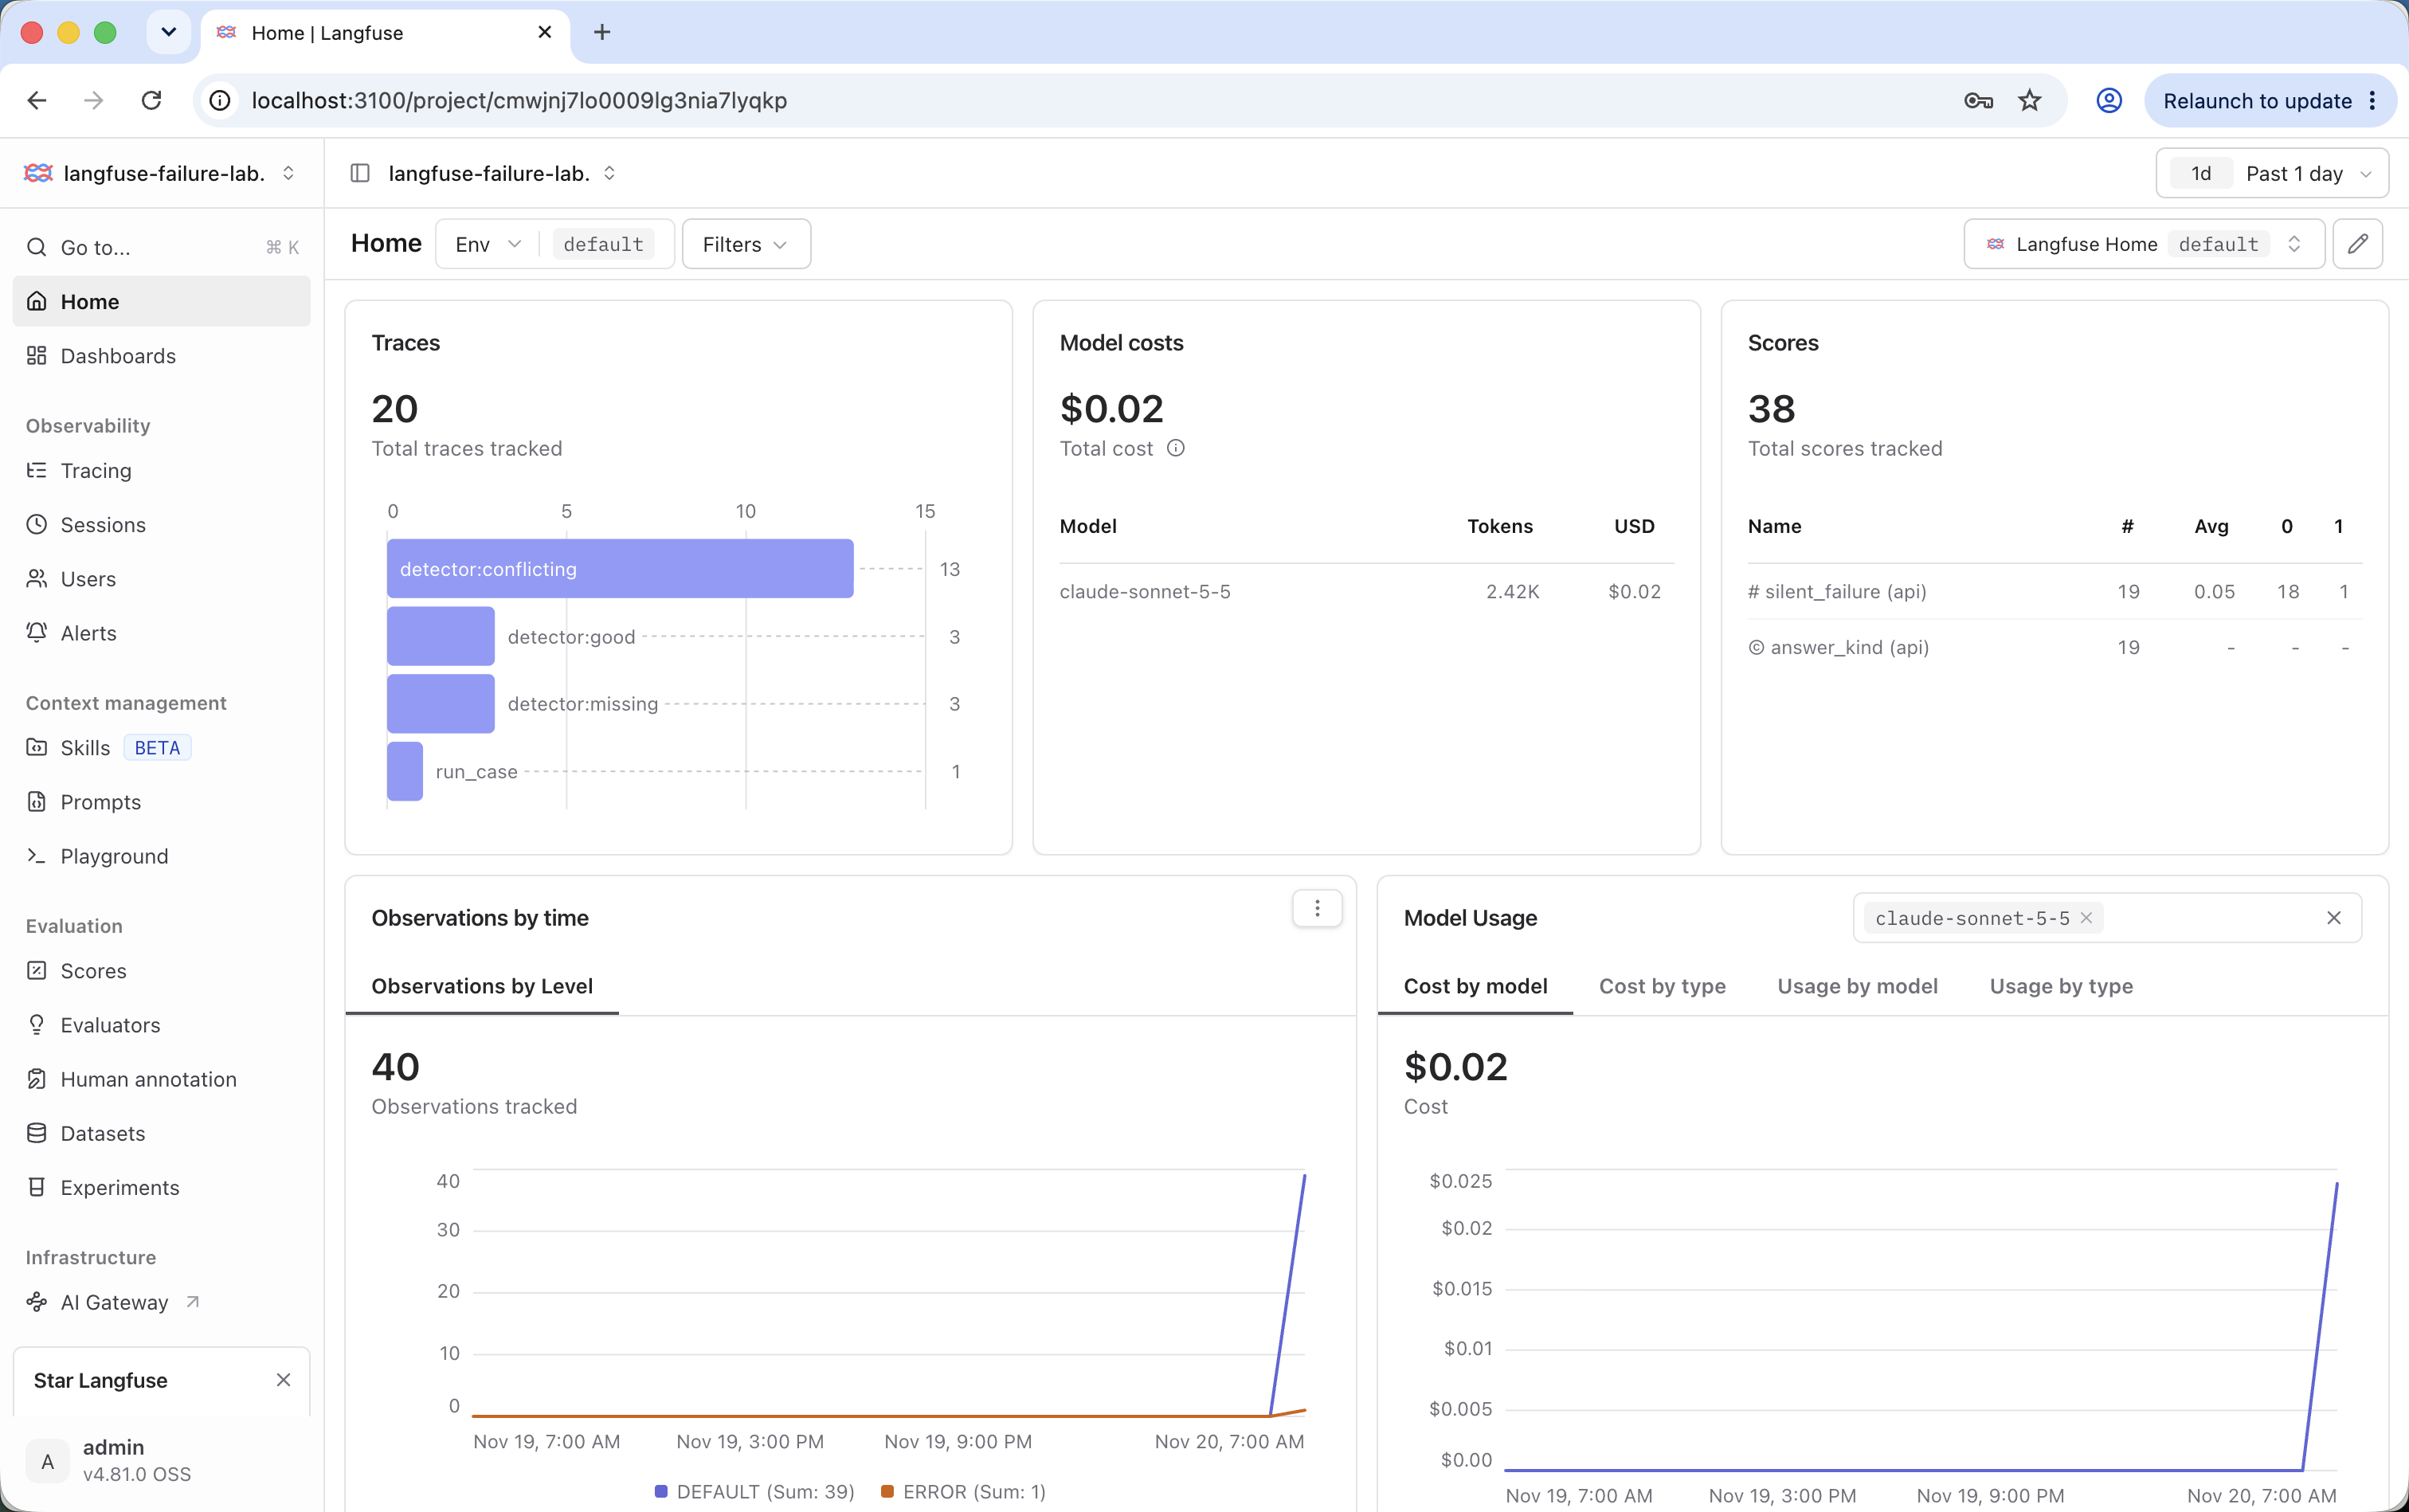 Home | Langfuse
localhost:3100/project/cmwjnj7lo0009lg3nia7lyqkp
Relaunch to update
langfuse-failure-lab.
langfuse-failure-lab.
1d Past 1 day
Go to... ⌘ K
Home
Dashboards
Observability
Tracing
Sessions
Users
Alerts
Context management
Skills BETA
Prompts
Playground
Evaluation
Scores
Evaluators
Human annotation
Datasets
Experiments
Infrastructure
AI Gateway
Star Langfuse
A
admin
v4.81.0 OSS
Home Env default Filters
Langfuse Home default
Traces
20
Total traces tracked
0 5 10 15
detector:conflicting 13
detector:good 3
detector:missing 3
run_case 1
Model costs
$0.02
Total cost
Model Tokens USD
claude-sonnet-5-5 2.42K $0.02
Scores
38
Total scores tracked
Name # Avg 0 1
# silent_failure (api) 19 0.05 18 1
© answer_kind (api) 19 - - -
Observations by time
Observations by Level
40
Observations tracked
40
30
20
10
0
Nov 19, 7:00 AM Nov 19, 3:00 PM Nov 19, 9:00 PM Nov 20, 7:00 AM
DEFAULT (Sum: 39) ERROR (Sum: 1)
Model Usage
claude-sonnet-5-5
Cost by model Cost by type Usage by model Usage by type
$0.02
Cost
$0.025
$0.02
$0.015
$0.01
$0.005
$0.00
Nov 19, 7:00 AM Nov 19, 3:00 PM Nov 19, 9:00 PM Nov 20, 7:00 AM